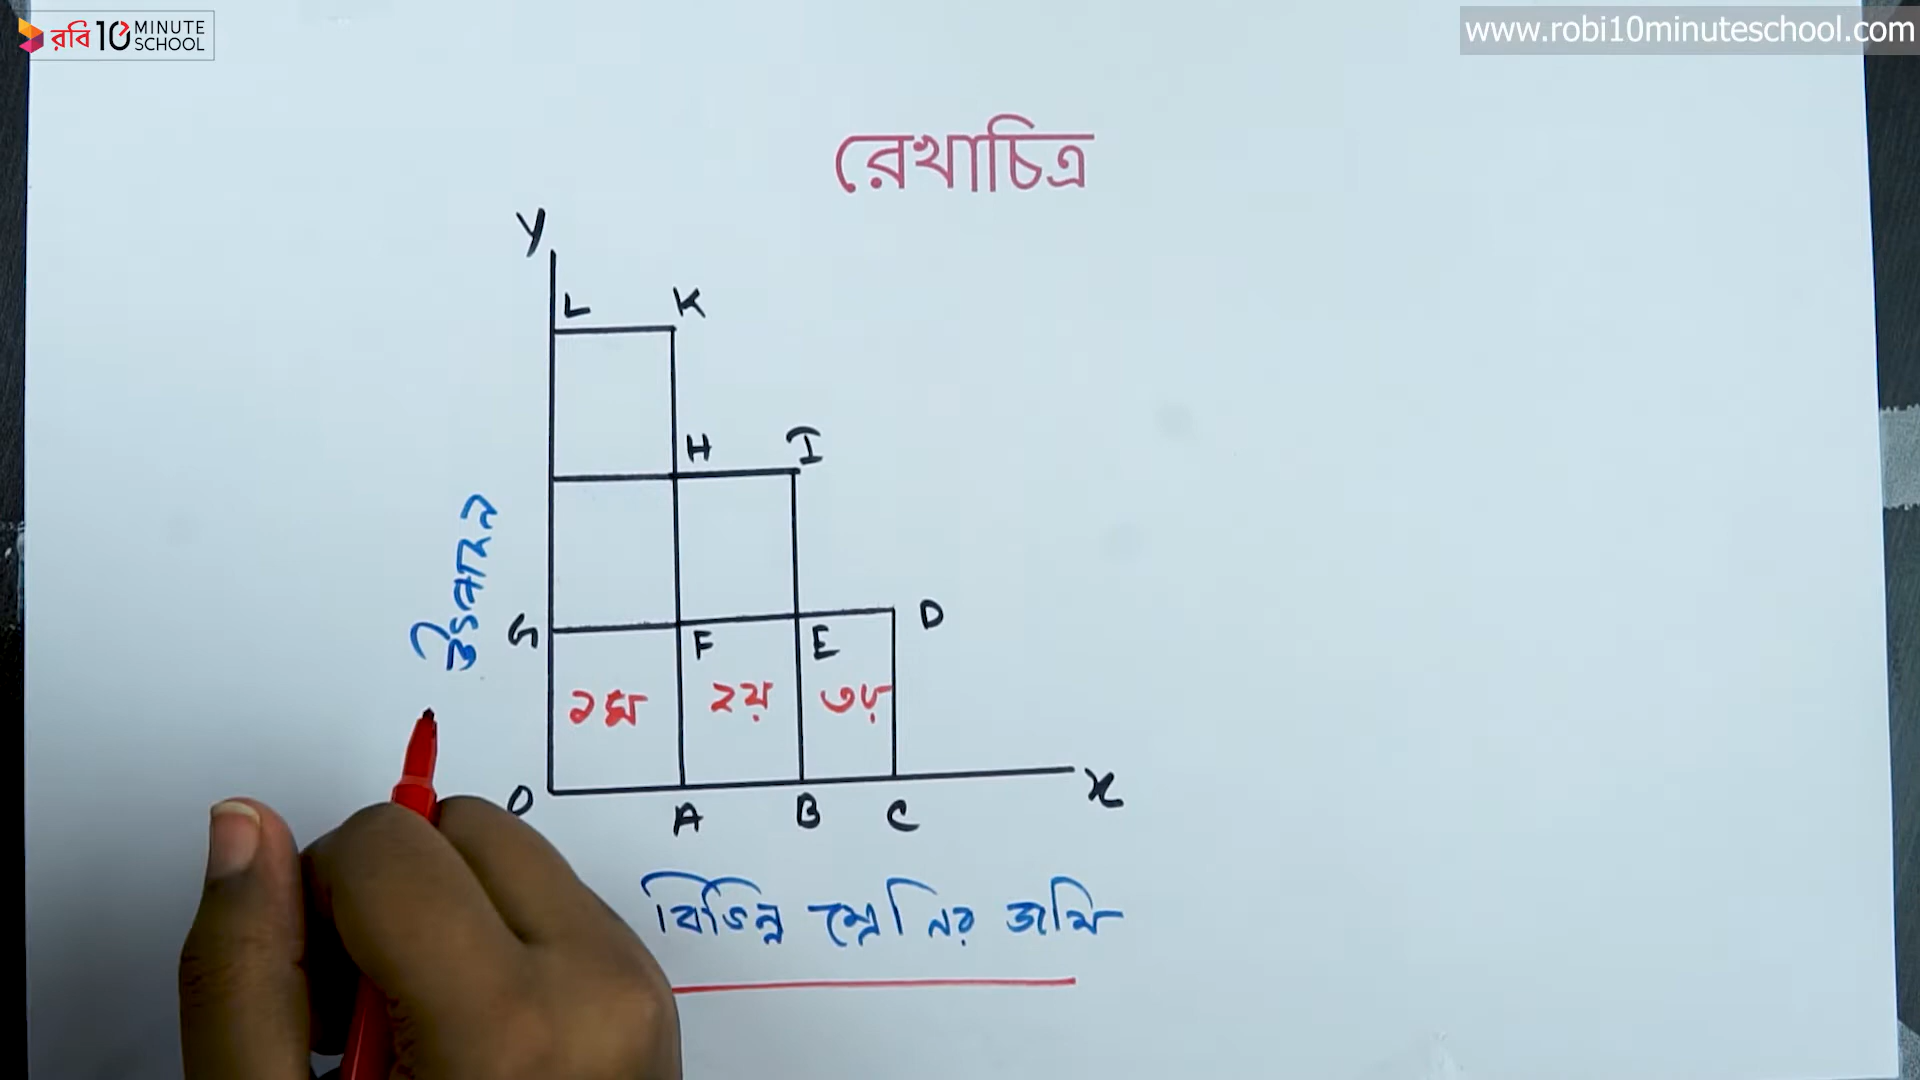 রবি 10 MINUTE SCHOOL
www.robi10minuteschool.com
রেখাচিত্র
Y
L K
H I
উৎপাদন
G F E D
১ম ২য় ৩য়
O A B C X
বিভিন্ন শ্রেনির জমি